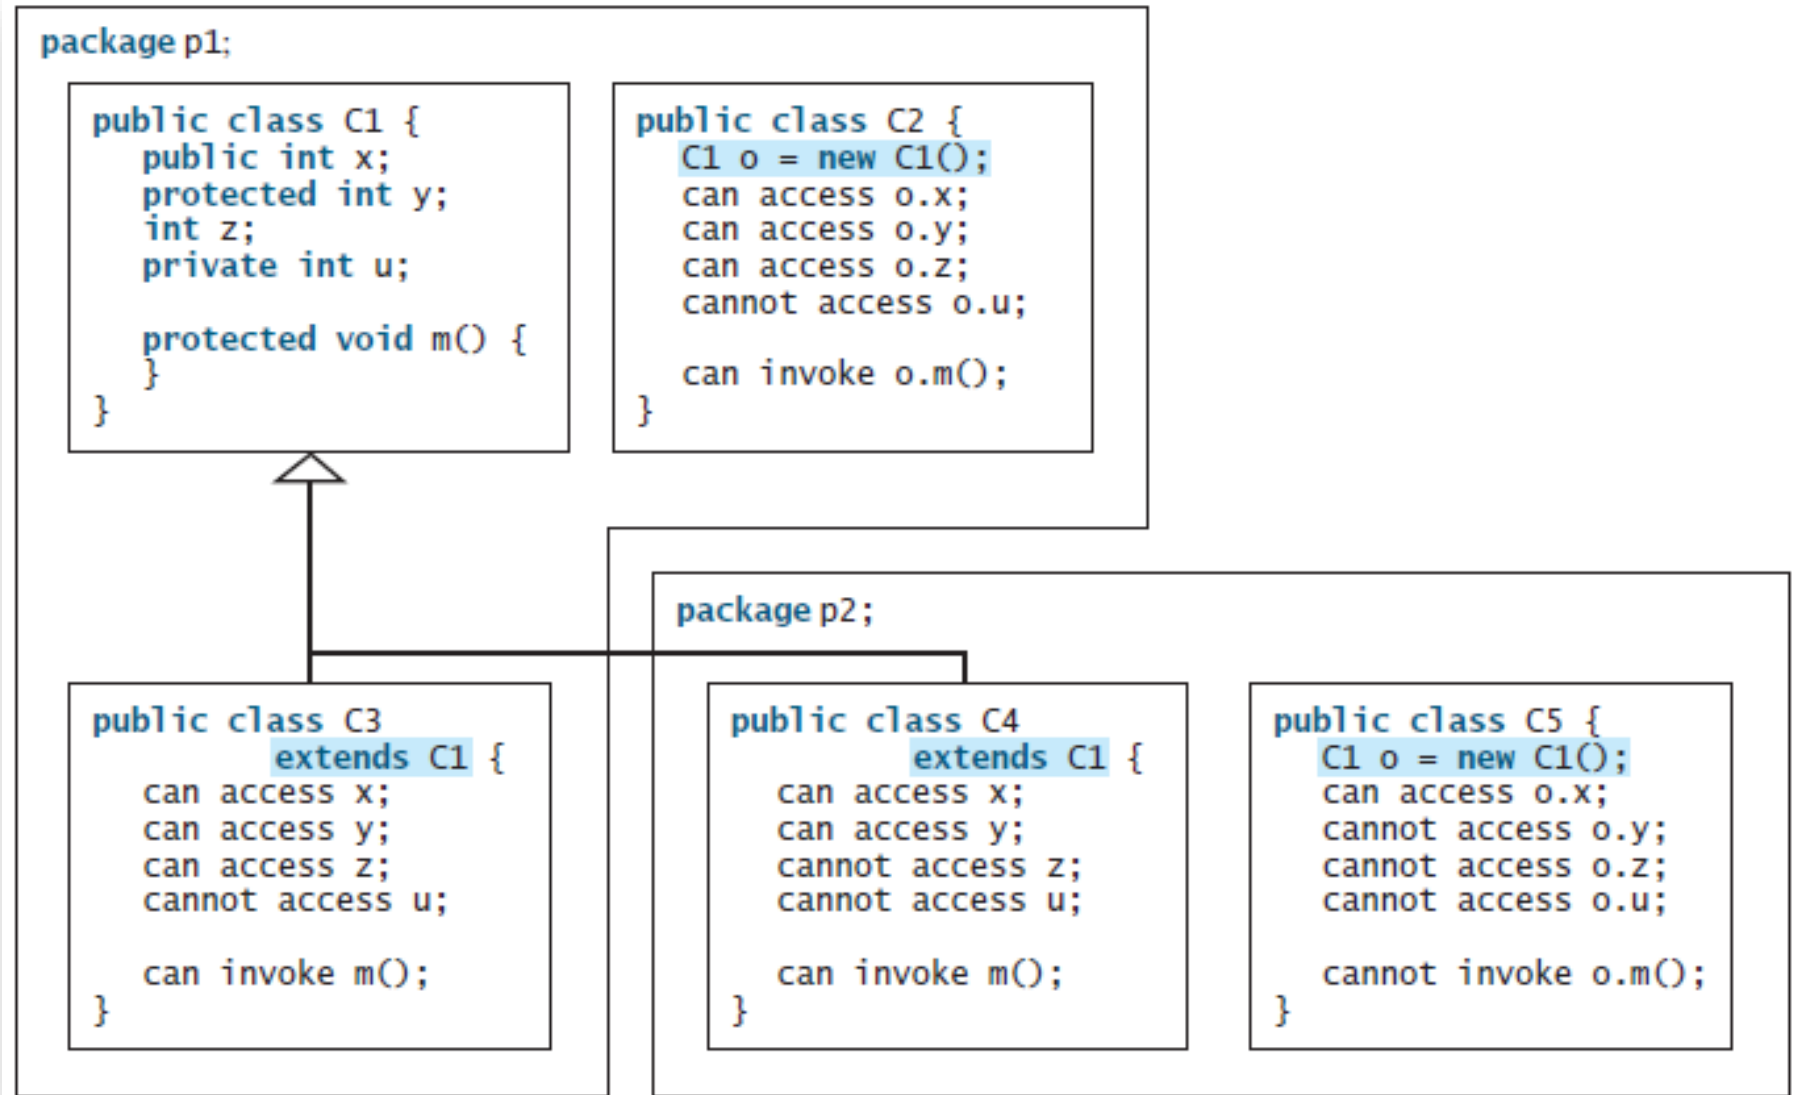 package p1;
public class C1 {
public int x;
protected int y;
int z;
private int u;
protected void m() {
}
}
public class C2 {
C1 o = new C1();
can access o.x;
can access o.y;
can access o.z;
cannot access o.u;
can invoke o.m();
}
public class C3
extends C1 {
can access x;
can access y;
can access z;
cannot access u;
can invoke m();
}
package p2;
public class C4
extends C1 {
can access x;
can access y;
cannot access z;
cannot access u;
can invoke m();
}
public class C5 {
C1 o = new C1();
can access o.x;
cannot access o.y;
cannot access o.z;
cannot access o.u;
cannot invoke o.m();
}